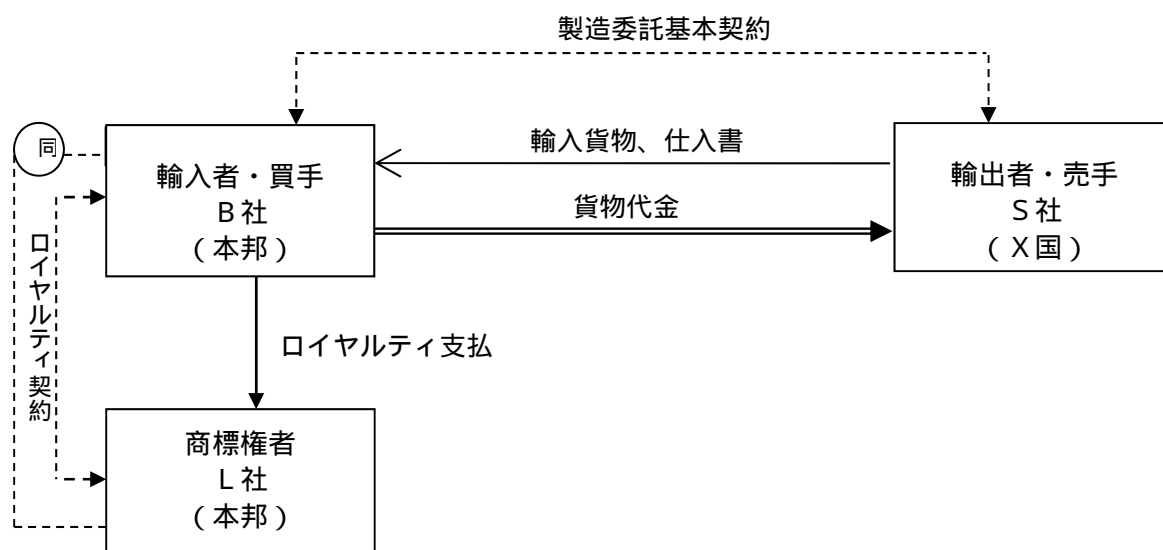 製造委託基本契約
同
輸入貨物、仕入書
輸入者・買手
B社
(本邦)
貨物代金
輸出者・売手
S社
(X国)
ロイヤルティ契約
ロイヤルティ支払
商標権者
L社
(本邦)